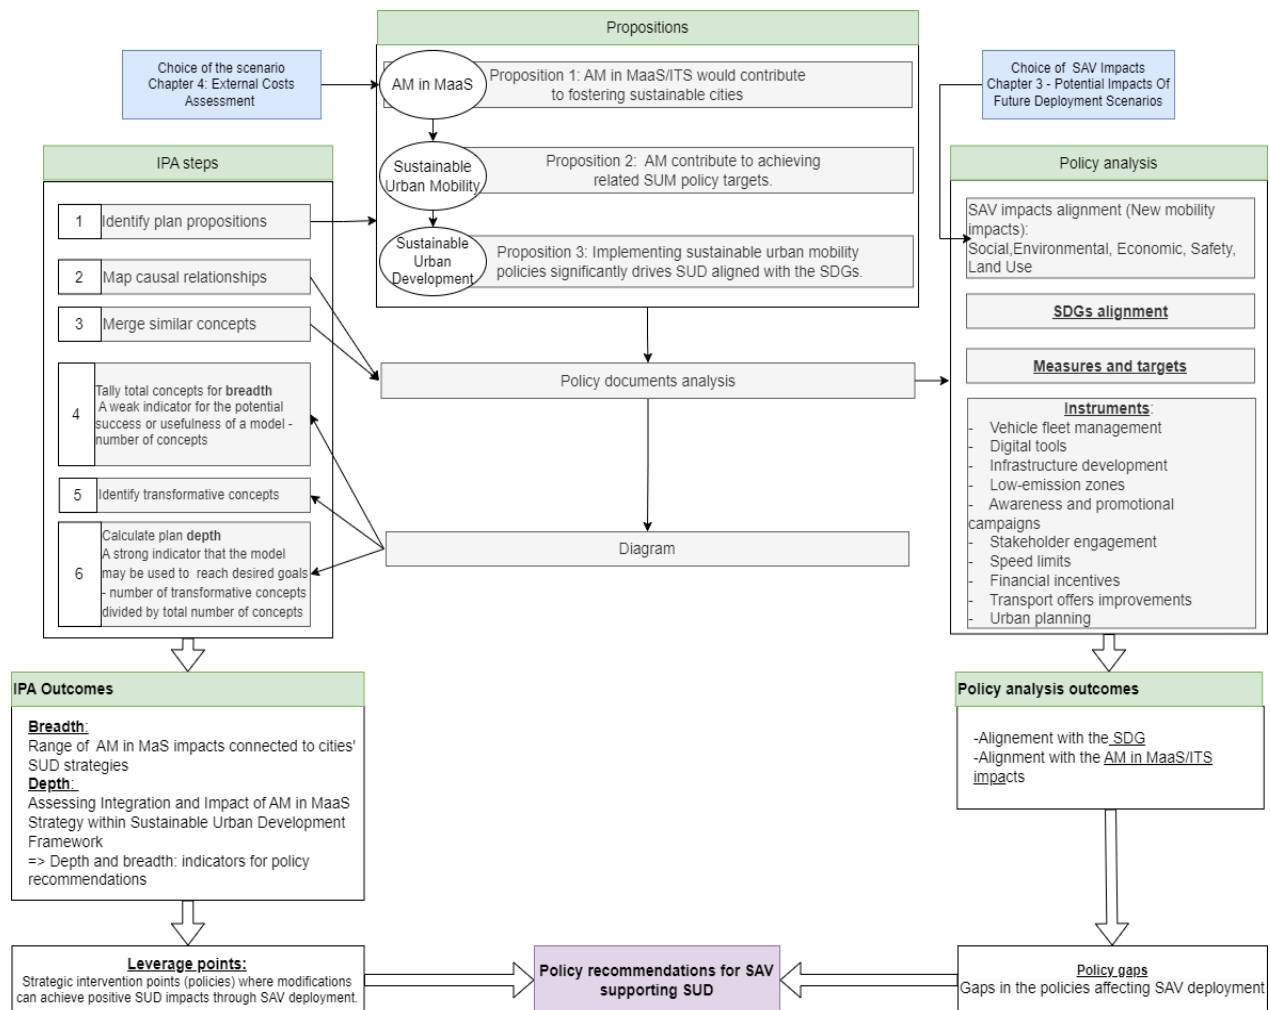 Propositions
Choice of the scenario
Chapter 4: External Costs
Assessment
AM in MaaS
Proposition 1: AM in MaaS/ITS would contribute
to fostering sustainable cities
Choice of  SAV Impacts
Chapter 3 - Potential Impacts Of
Future Deployment Scenarios
Sustainable
Urban Mobility
Proposition 2:  AM contribute to achieving
related SUM policy targets.
Sustainable
Urban
Development
Proposition 3: Implementing sustainable urban mobility
policies significantly drives SUD aligned with the SDGs.
IPA steps
1
Identify plan propositions
2
Map causal relationships
3
Merge similar concepts
4
Tally total concepts for breadth
A weak indicator for the potential
success or usefulness of a model -
number of concepts
5
Identify transformative concepts
6
Calculate plan depth
A strong indicator that the model
may be used to  reach desired goals
- number of transformative concepts
divided by total number of concepts
Policy documents analysis
Diagram
Policy analysis
SAV impacts alignment (New mobility
impacts):
Social,Environmental, Economic, Safety,
Land Use
SDGs alignment
Measures and targets
Instruments:
- Vehicle fleet management
- Digital tools
- Infrastructure development
- Low-emission zones
- Awareness and promotional
campaigns
- Stakeholder engagement
- Speed limits
- Financial incentives
- Transport offers improvements
- Urban planning
IPA Outcomes
Breadth:
Range of  AM in MaS impacts connected to cities'
SUD strategies
Depth:
Assessing Integration and Impact of AM in MaaS
Strategy within Sustainable Urban Development
Framework
=> Depth and breadth: indicators for policy
recommendations
Policy analysis outcomes
-Alignement with the SDG
-Alignment with the AM in MaaS/ITS
impacts
Leverage points:
Strategic intervention points (policies) where modifications
can achieve positive SUD impacts through SAV deployment.
Policy recommendations for SAV
supporting SUD
Policy gaps
Gaps in the policies affecting SAV deployment